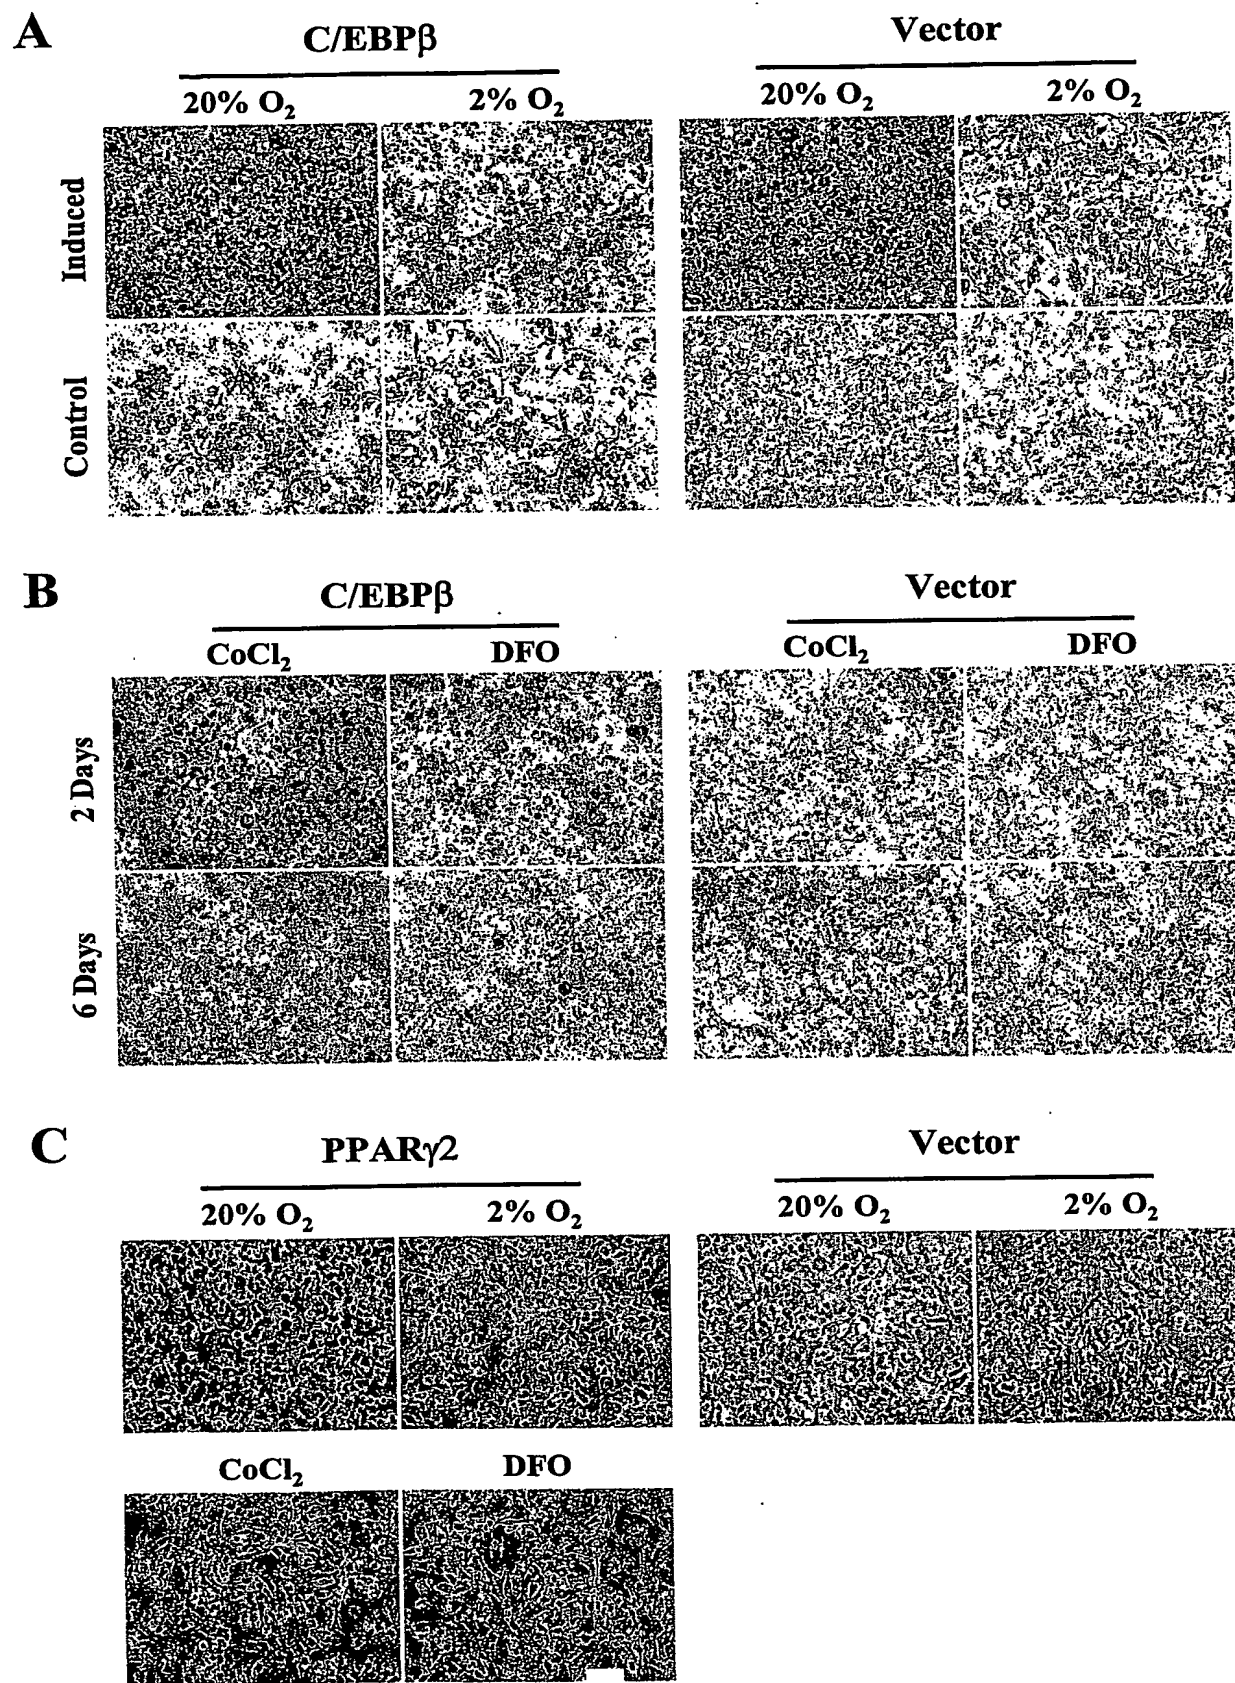 A
C/EBPβ Vector
20% O₂ 2% O₂ 20% O₂ 2% O₂
Induced
Control
B
C/EBPβ Vector
CoCl₂ DFO CoCl₂ DFO
2 Days
6 Days
C
PPARγ2 Vector
20% O₂ 2% O₂ 20% O₂ 2% O₂
CoCl₂ DFO